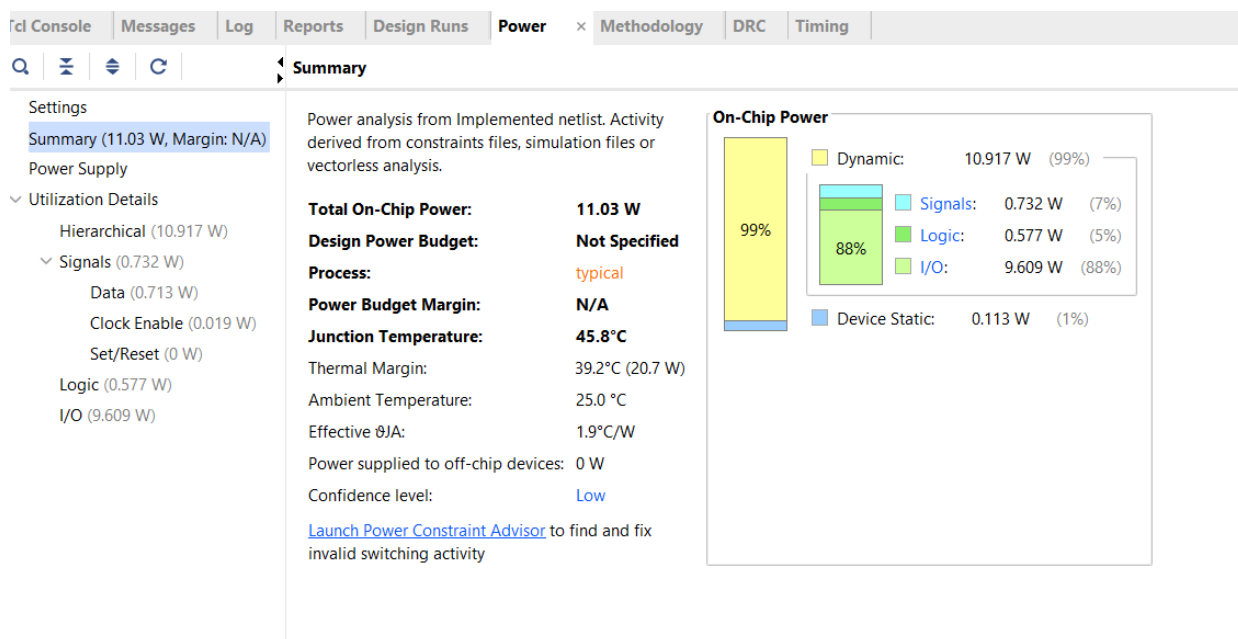 Tcl Console Messages Log Reports Design Runs Power × Methodology DRC Timing
Summary
Settings
Summary (11.03 W, Margin: N/A)
Power Supply
Utilization Details
Hierarchical (10.917 W)
Signals (0.732 W)
Data (0.713 W)
Clock Enable (0.019 W)
Set/Reset (0 W)
Logic (0.577 W)
I/O (9.609 W)
Power analysis from Implemented netlist. Activity
derived from constraints files, simulation files or
vectorless analysis.
Total On-Chip Power: 11.03 W
Design Power Budget: Not Specified
Process: typical
Power Budget Margin: N/A
Junction Temperature: 45.8°C
Thermal Margin: 39.2°C (20.7 W)
Ambient Temperature: 25.0 °C
Effective ϑJA: 1.9°C/W
Power supplied to off-chip devices: 0 W
Confidence level: Low
Launch Power Constraint Advisor to find and fix
invalid switching activity
On-Chip Power
Dynamic: 10.917 W (99%)
99%
88%
Signals: 0.732 W (7%)
Logic: 0.577 W (5%)
I/O: 9.609 W (88%)
Device Static: 0.113 W (1%)